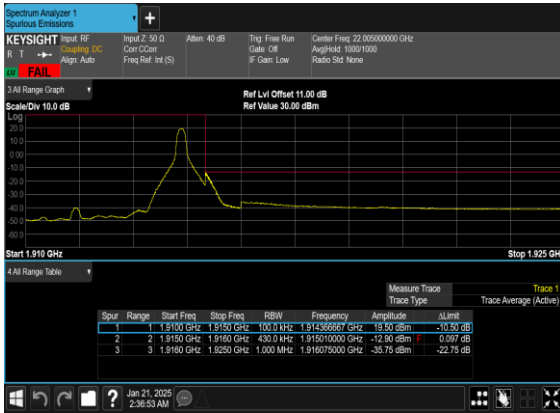 Spectrum Analyzer 1
Spurious Emissions
+
KEYSIGHT Input: RF Input Z: 50 Ω Atten: 40 dB Trig: Free Run Center Freq: 22.005000000 GHz
R T Coupling: DC Corr CCorr Gate: Off Avg|Hold: 1000/1000
Align: Auto Freq Ref: Int (S) IF Gain: Low Radio Std: None
FAIL
3 All Range Graph
Ref Lvl Offset 11.00 dB
Scale/Div 10.0 dB Ref Value 30.00 dBm
Log
20.0
10.0
0.00
-10.0
-20.0
-30.0
-40.0
-50.0
-60.0
Start 1.910 GHz Stop 1.925 GH
4 All Range Table
Measure Trace Trace 1
Trace Type Trace Average (Active)
Spur Range Start Freq Stop Freq RBW Frequency Amplitude ΔLimit
1 1 1.9100 GHz 1.9150 GHz 100.0 kHz 1.914366667 GHz 19.50 dBm -10.50 dB
2 2 1.9150 GHz 1.9160 GHz 430.0 kHz 1.915010000 GHz -12.90 dBm F 0.097 dB
3 3 1.9160 GHz 1.9250 GHz 1.000 MHz 1.916075000 GHz -35.75 dBm -22.75 dB
? Jan 21, 2025
2:36:53 AM